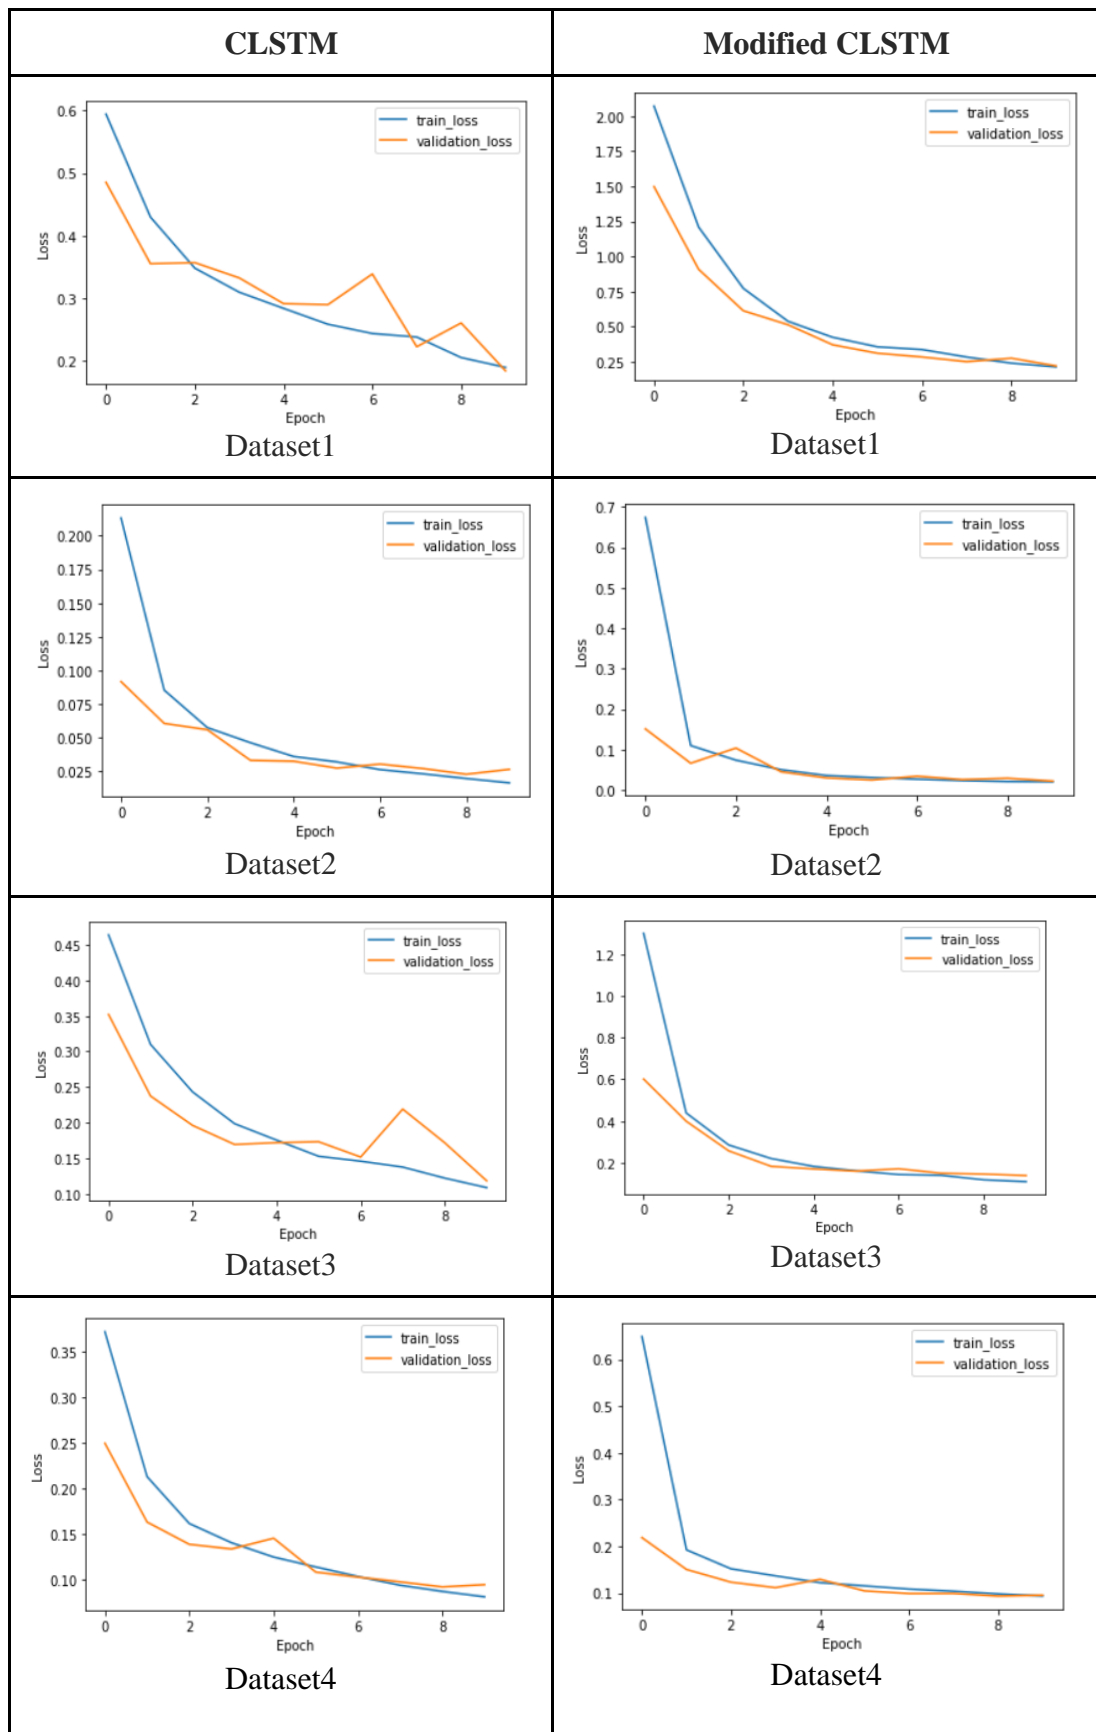 CLSTM
Modified CLSTM
0.6
0.5
0.4
0.3
0.2
Loss
train_loss
validation_loss
0 2 4 6 8
Epoch
Dataset1
2.00
1.75
1.50
1.25
1.00
0.75
0.50
0.25
Loss
train_loss
validation_loss
0 2 4 6 8
Epoch
Dataset1
0.200
0.175
0.150
0.125
0.100
0.075
0.050
0.025
Loss
train_loss
validation_loss
0 2 4 6 8
Epoch
Dataset2
0.7
0.6
0.5
0.4
0.3
0.2
0.1
0.0
Loss
train_loss
validation_loss
0 2 4 6 8
Epoch
Dataset2
0.45
0.40
0.35
0.30
0.25
0.20
0.15
0.10
Loss
train_loss
validation_loss
0 2 4 6 8
Epoch
Dataset3
1.2
1.0
0.8
0.6
0.4
0.2
Loss
train_loss
validation_loss
0 2 4 6 8
Epoch
Dataset3
0.35
0.30
0.25
0.20
0.15
0.10
Loss
train_loss
validation_loss
0 2 4 6 8
Epoch
Dataset4
0.6
0.5
0.4
0.3
0.2
0.1
Loss
train_loss
validation_loss
0 2 4 6 8
Epoch
Dataset4